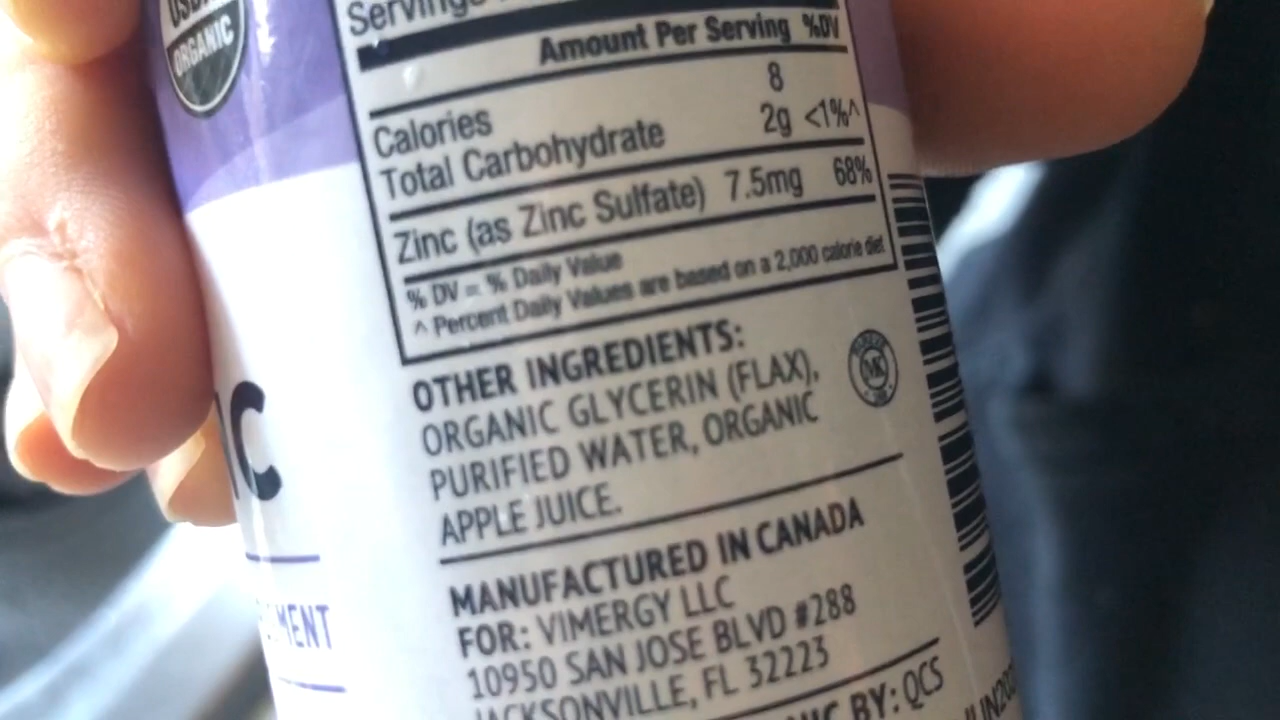 ORGANIC
Servings
Amount Per Serving %DV
Calories 8
Total Carbohydrate 2g <1%^
Zinc (as Zinc Sulfate) 7.5mg 68%
% DV = % Daily Value
^ Percent Daily Values are based on a 2,000 calorie diet
OTHER INGREDIENTS:
ORGANIC GLYCERIN (FLAX),
PURIFIED WATER, ORGANIC
APPLE JUICE.
MK
MANUFACTURED IN CANADA
FOR: VIMERGY LLC
10950 SAN JOSE BLVD #288
JACKSONVILLE, FL 32223
BY: QCS